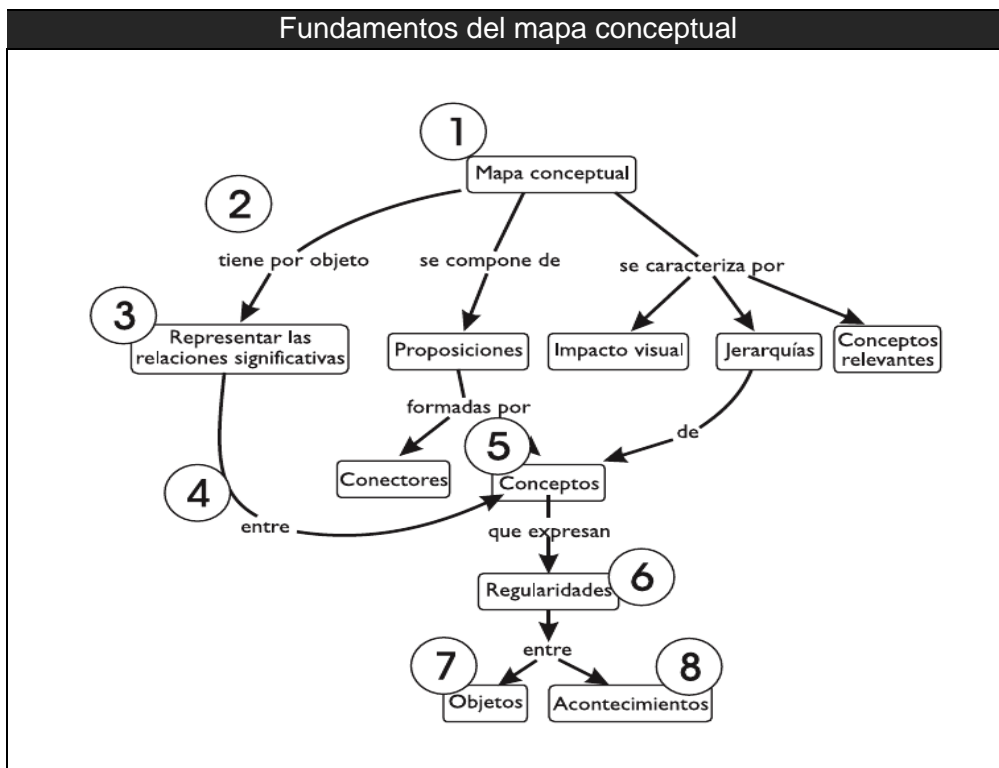 Fundamentos del mapa conceptual
1
Mapa conceptual
2
tiene por objeto
se compone de
se caracteriza por
3
Representar las
relaciones significativas
Proposiciones
Impacto visual
Jerarquías
Conceptos
relevantes
formadas por
de
5
Conectores
Conceptos
4
entre
que expresan
Regularidades
6
entre
7
8
Objetos
Acontecimientos